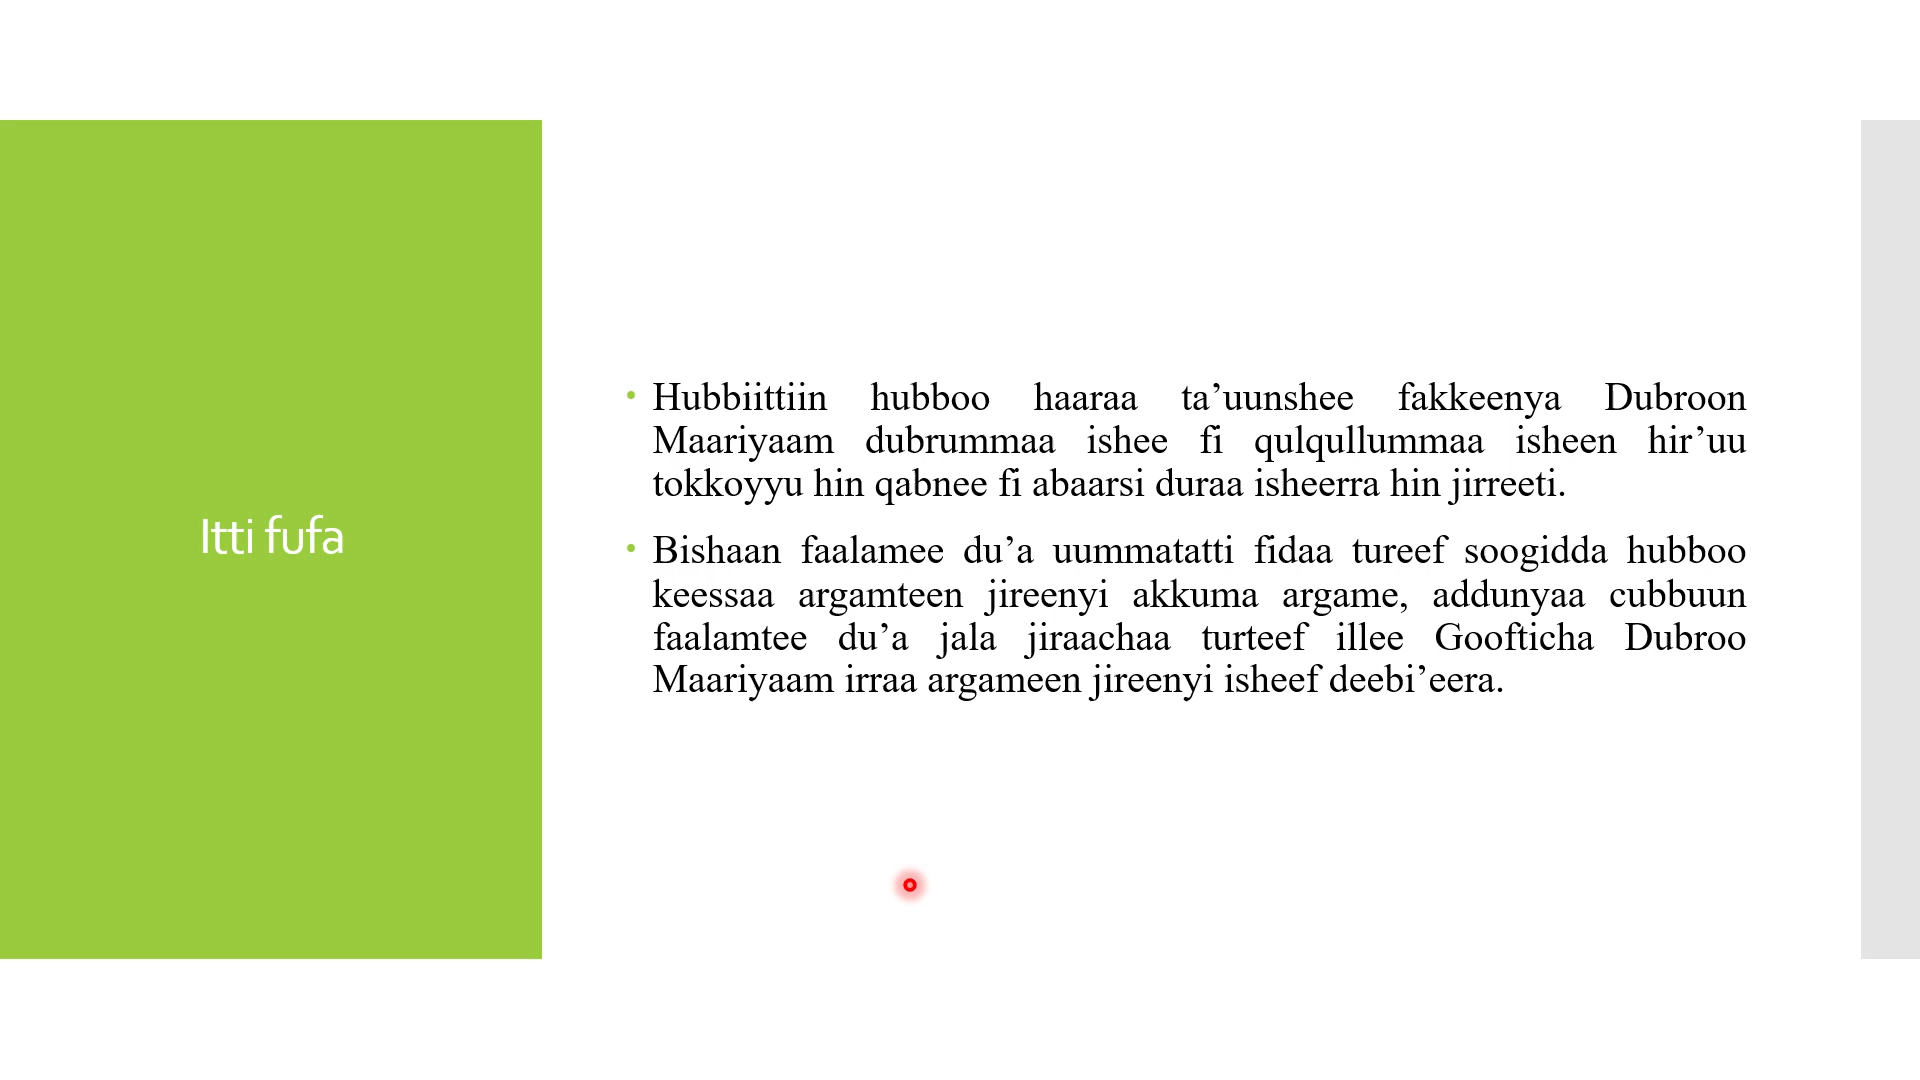 Itti fufa
• Hubbiittiin hubboo haaraa ta’uunshee fakkeenya Dubroon
Maariyaam dubrummaa ishee fi qulqullummaa isheen hir’uu
tokkoyyu hin qabnee fi abaarsi duraa isheerra hin jirreeti.
• Bishaan faalamee du’a uummatatti fidaa tureef soogidda hubboo
keessaa argamteen jireenyi akkuma argame, addunyaa cubbuun
faalamtee du’a jala jiraachaa turteef illee Goofticha Dubroo
Maariyaam irraa argameen jireenyi isheef deebi’eera.